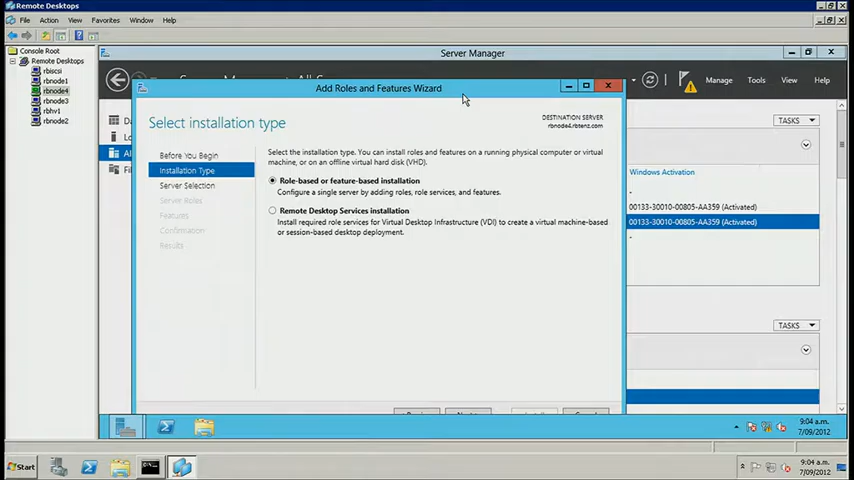 Remote Desktops
File Action View Favorites Window Help
Console Root
Remote Desktops
rbiscsi
rbnode1
rbnode4
rbnode3
rbhv1
rbnode2
Server Manager
Manage Tools View Help
Add Roles and Features Wizard
Select installation type
DESTINATION SERVER
rbnode4.rbtenz.com
Before You Begin
Installation Type
Server Selection
Server Roles
Features
Confirmation
Results
Select the installation type. You can install roles and features on a running physical computer or virtual
machine, or on an offline virtual hard disk (VHD).
Role-based or feature-based installation
Configure a single server by adding roles, role services, and features.
Remote Desktop Services installation
Install required role services for Virtual Desktop Infrastructure (VDI) to create a virtual machine-based
or session-based desktop deployment.
TASKS
Windows Activation
-
00133-30010-00805-AA359 (Activated)
00133-30010-00805-AA359 (Activated)
-
TASKS
9:04 a.m.
7/09/2012
Start
9:04 a.m.
7/09/2012